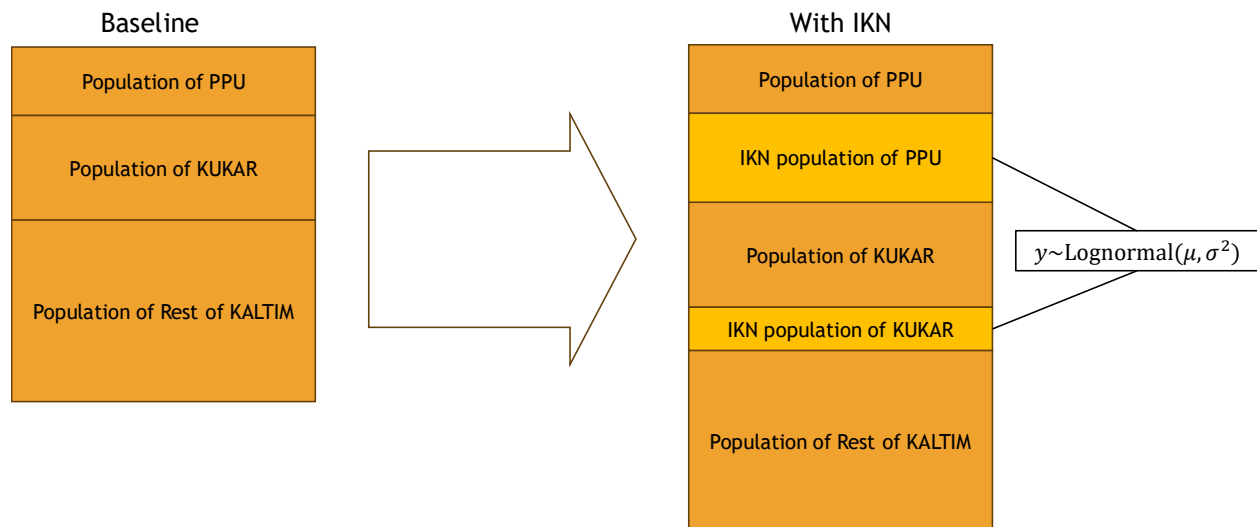 Baseline
Population of PPU
Population of KUKAR
Population of Rest of KALTIM
With IKN
Population of PPU
IKN population of PPU
Population of KUKAR
IKN population of KUKAR
Population of Rest of KALTIM
y~Lognormal(μ, σ²)